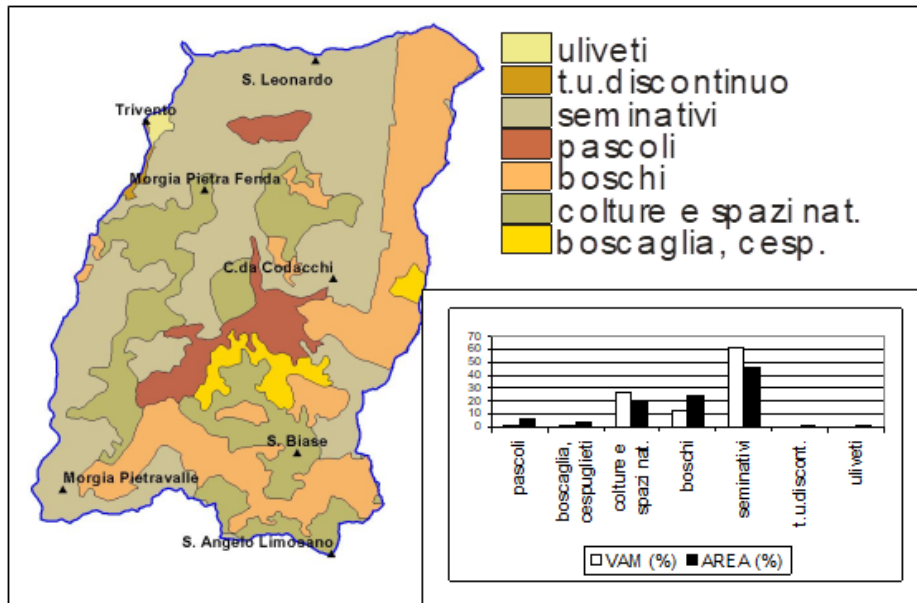 S. Leonardo
Trivento
Morgia Pietra Fenda
C.da Codacchi
S. Biase
Morgia Pietravalle
S. Angelo Limosano
uliveti
t.u.discontinuo
seminativi
pascoli
boschi
colture e spazi nat.
boscaglia, cesp.
70
60
50
40
30
20
10
0
pascoli
boscaglia,
cespuglieti
colture e
spazi nat.
boschi
seminativi
t.u.discont.
uliveti
VAM (%) AREA (%)